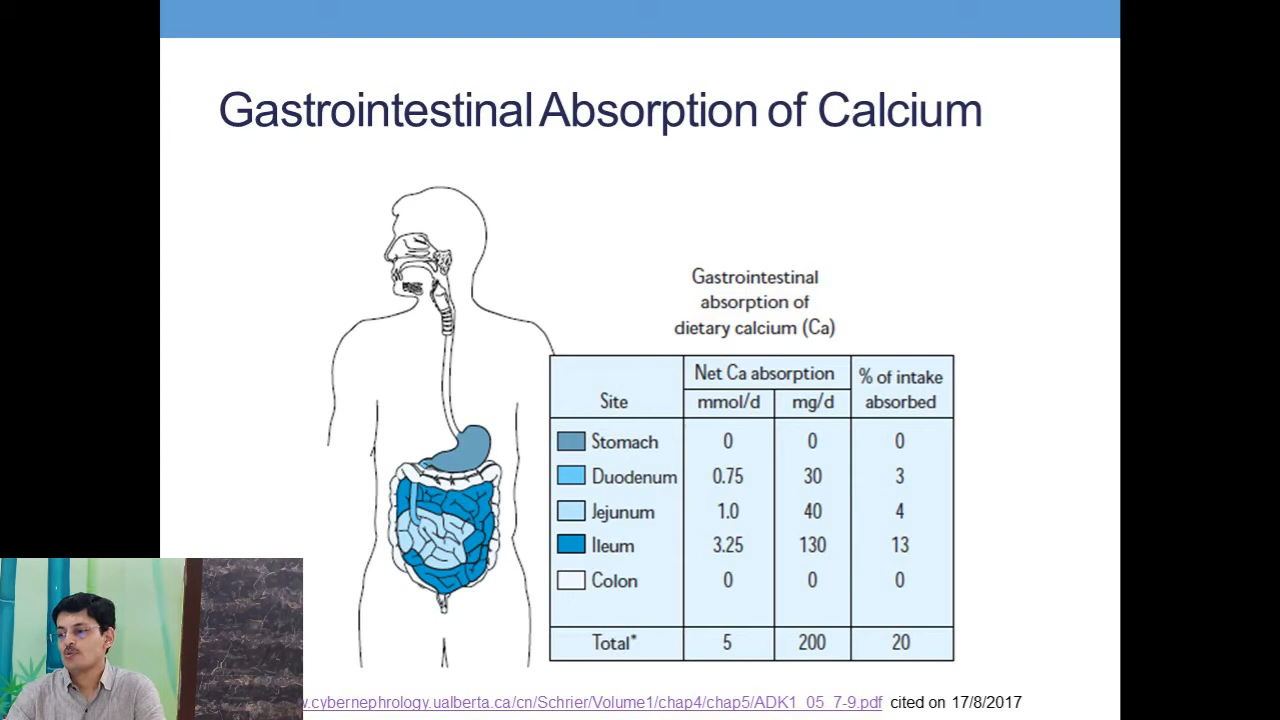 Gastrointestinal Absorption of Calcium
Gastrointestinal
absorption of
dietary calcium (Ca)
Site
Net Ca absorption
% of intake
absorbed
mmol/d
mg/d
Stomach 0 0 0
Duodenum 0.75 30 3
Jejunum 1.0 40 4
Ileum 3.25 130 13
Colon 0 0 0
Total* 5 200 20
.cybernephrology.ualberta.ca/cn/Schrier/Volume1/chap4/chap5/ADK1_05_7-9.pdf cited on 17/8/2017